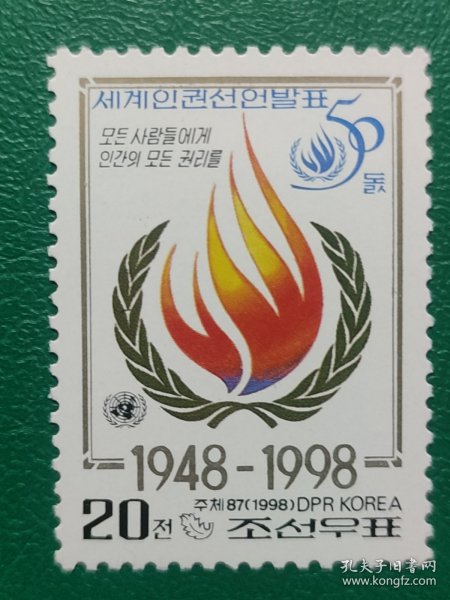 세계인권선언발표
50
돐
모든 사람들에게
인간의 모든 권리를
1948-1998
주체87(1998)DPR KOREA
20전 조선우표
孔夫子旧书网
www.kongfz.com